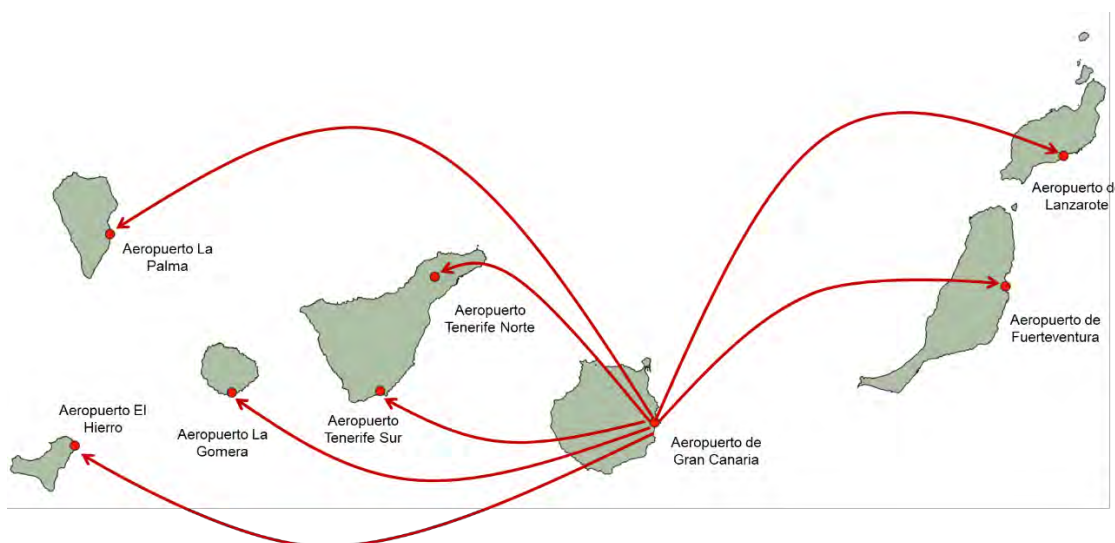 Aeropuerto d
Lanzarote
Aeropuerto La
Palma
Aeropuerto
Tenerife Norte
Aeropuerto de
Fuerteventura
Aeropuerto El
Hierro
Aeropuerto La
Gomera
Aeropuerto
Tenerife Sur
Aeropuerto de
Gran Canaria